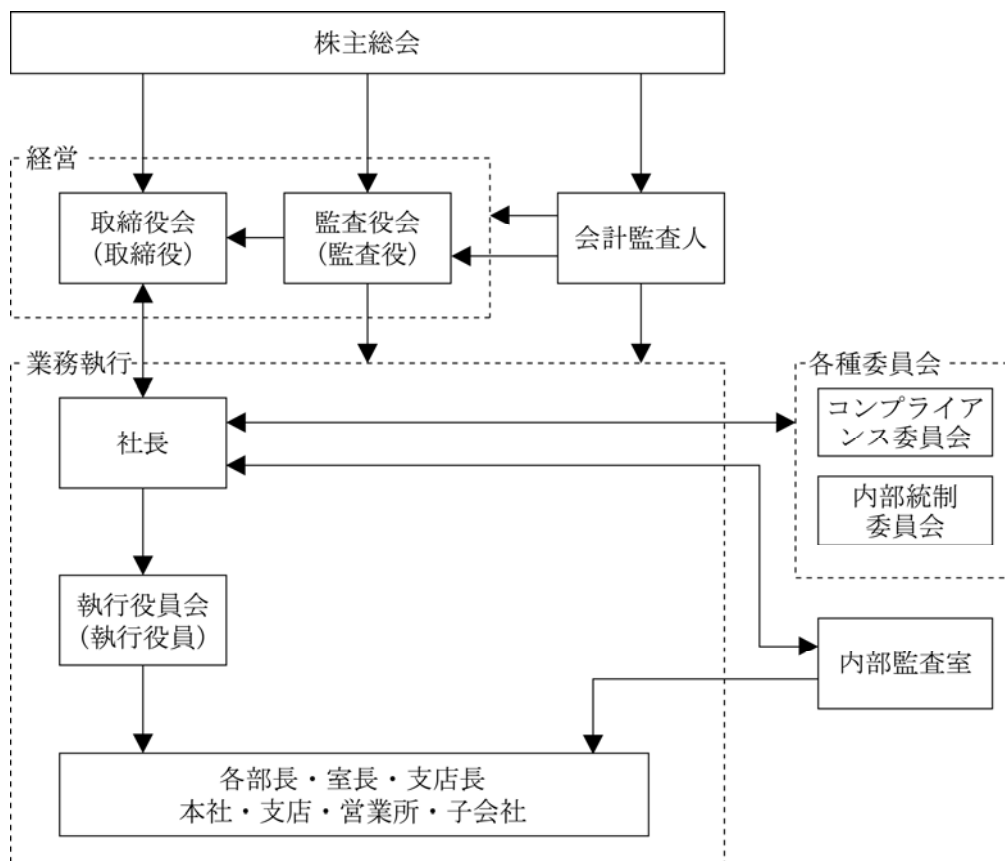 株主総会
経営
取締役会
(取締役)
監査役会
(監査役)
会計監査人
業務執行
社長
各種委員会
コンプライア
ンス委員会
内部統制
委員会
執行役員会
(執行役員)
内部監査室
各部長・室長・支店長
本社・支店・営業所・子会社